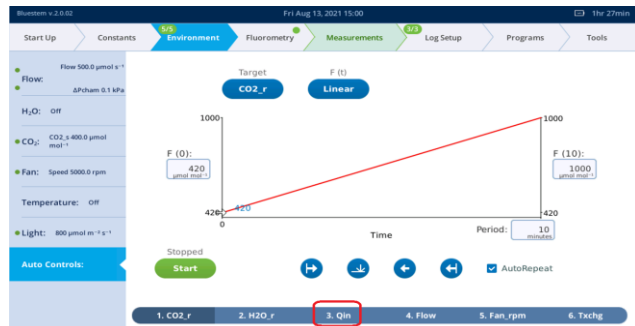 Bluestem v.2.0.02 Fri Aug 13, 2021 15:00 1hr 27min
Start Up Constants 5/5 Environment Fluorometry Measurements 3/3 Log Setup Programs Tools
Flow: Flow 500.0 µmol s⁻¹
ΔPcham 0.1 kPa
H₂O: Off
CO₂: CO2_s 400.0 µmol
mol⁻¹
Fan: Speed 5000.0 rpm
Temperature: Off
Light: 800 µmol m⁻² s⁻¹
Auto Controls:
Target F (t)
CO2_r Linear
1000 1000
F (0): F (10):
420 1000
µmol mol⁻¹ µmol mol⁻¹
420 420 420
0
Time
Period: 10
minutes
Stopped
Start AutoRepeat
1. CO2_r 2. H2O_r 3. Qin 4. Flow 5. Fan_rpm 6. Txchg